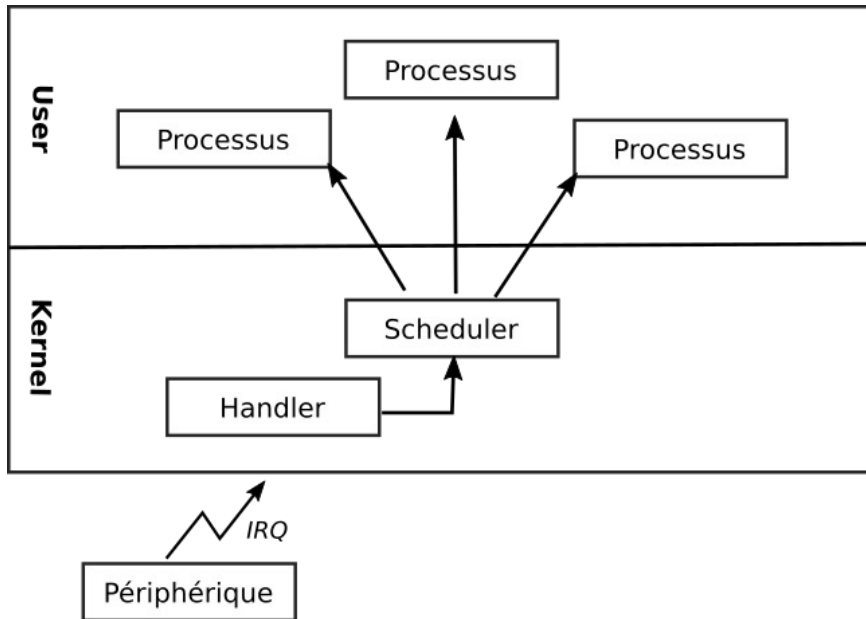 User
Processus
Processus
Processus
Kernel
Scheduler
Handler
IRQ
Périphérique